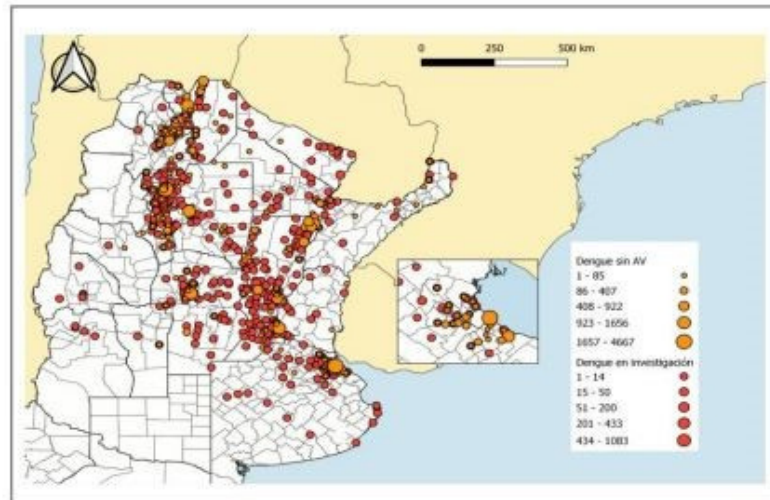 0 250 500 km
Dengue sin AV
1 - 85
86 - 407
408 - 922
923 - 1656
1657 - 4667
Dengue en investigación
1 - 14
15 - 50
51 - 200
201 - 433
434 - 1083